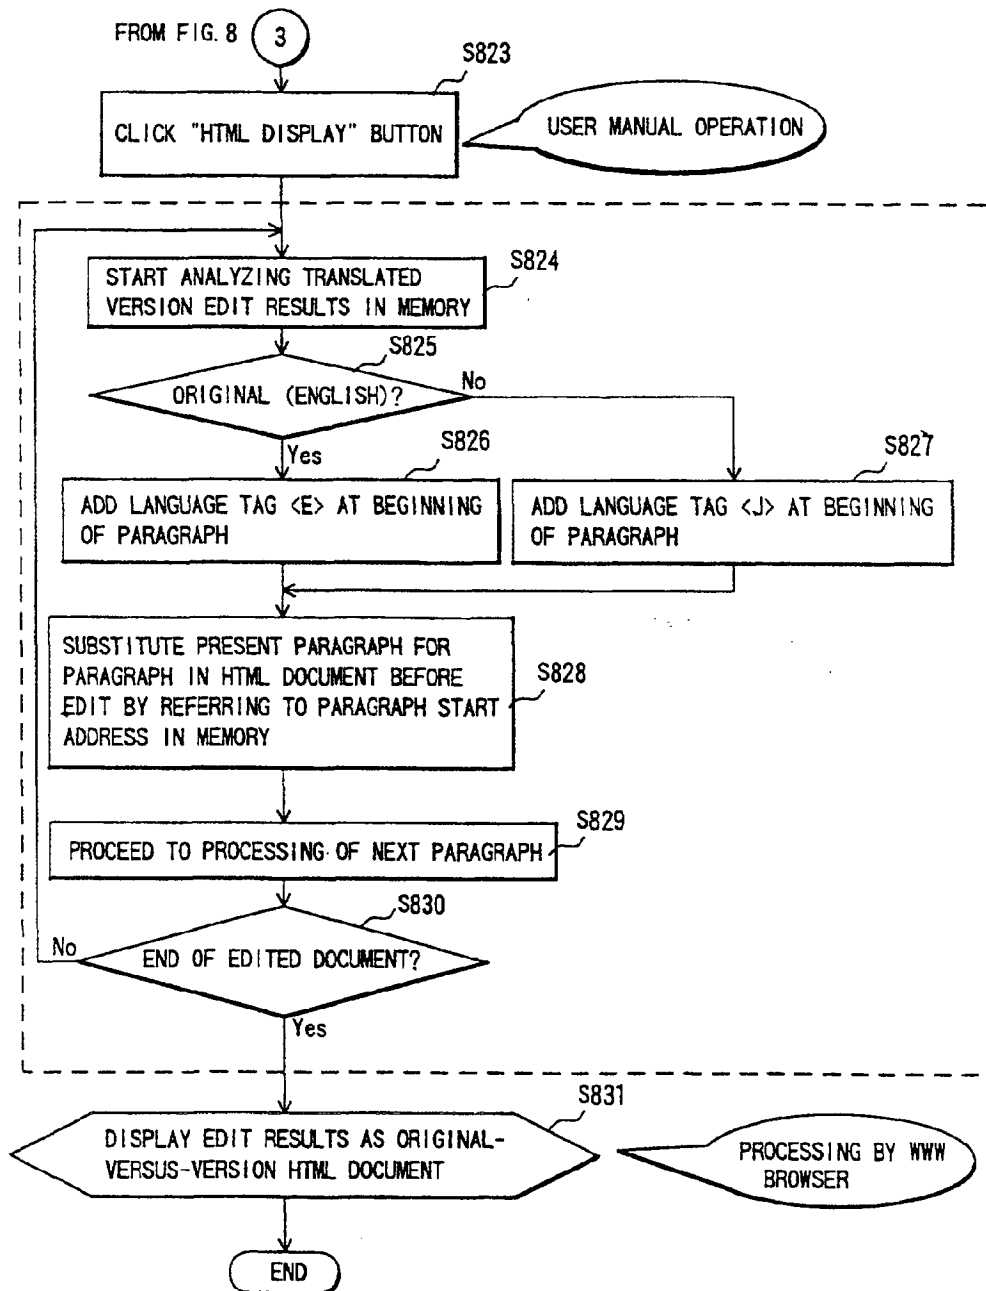 FROM FIG. 8
3
S823
CLICK "HTML DISPLAY" BUTTON
USER MANUAL OPERATION
S824
START ANALYZING TRANSLATED
VERSION EDIT RESULTS IN MEMORY
S825
ORIGINAL (ENGLISH)?
No
Yes
S826
S827
ADD LANGUAGE TAG <E> AT BEGINNING
OF PARAGRAPH
ADD LANGUAGE TAG <J> AT BEGINNING
OF PARAGRAPH
SUBSTITUTE PRESENT PARAGRAPH FOR
PARAGRAPH IN HTML DOCUMENT BEFORE
EDIT BY REFERRING TO PARAGRAPH START
ADDRESS IN MEMORY
S828
S829
PROCEED TO PROCESSING OF NEXT PARAGRAPH
S830
No
END OF EDITED DOCUMENT?
Yes
S831
DISPLAY EDIT RESULTS AS ORIGINAL-
VERSUS-VERSION HTML DOCUMENT
PROCESSING BY WWW
BROWSER
END